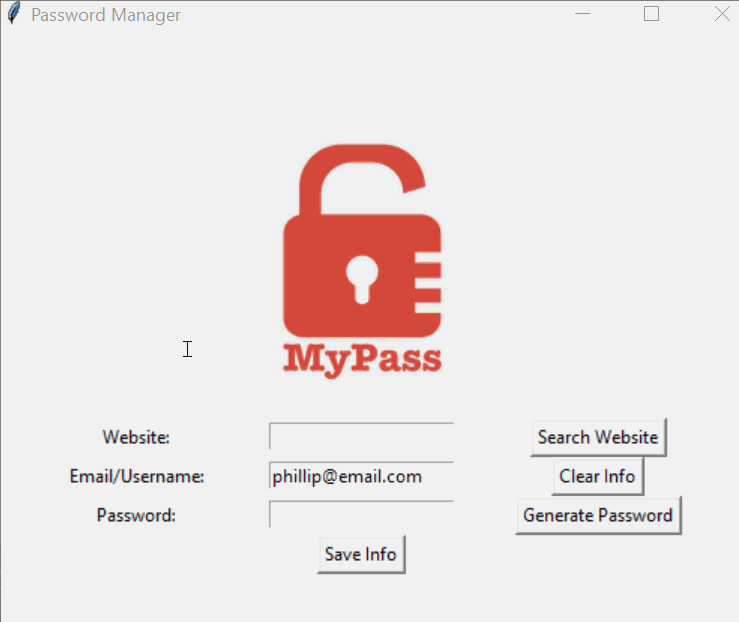 Password Manager
MyPass
Website:
Search Website
Email/Username:
phillip@email.com
Clear Info
Password:
Generate Password
Save Info